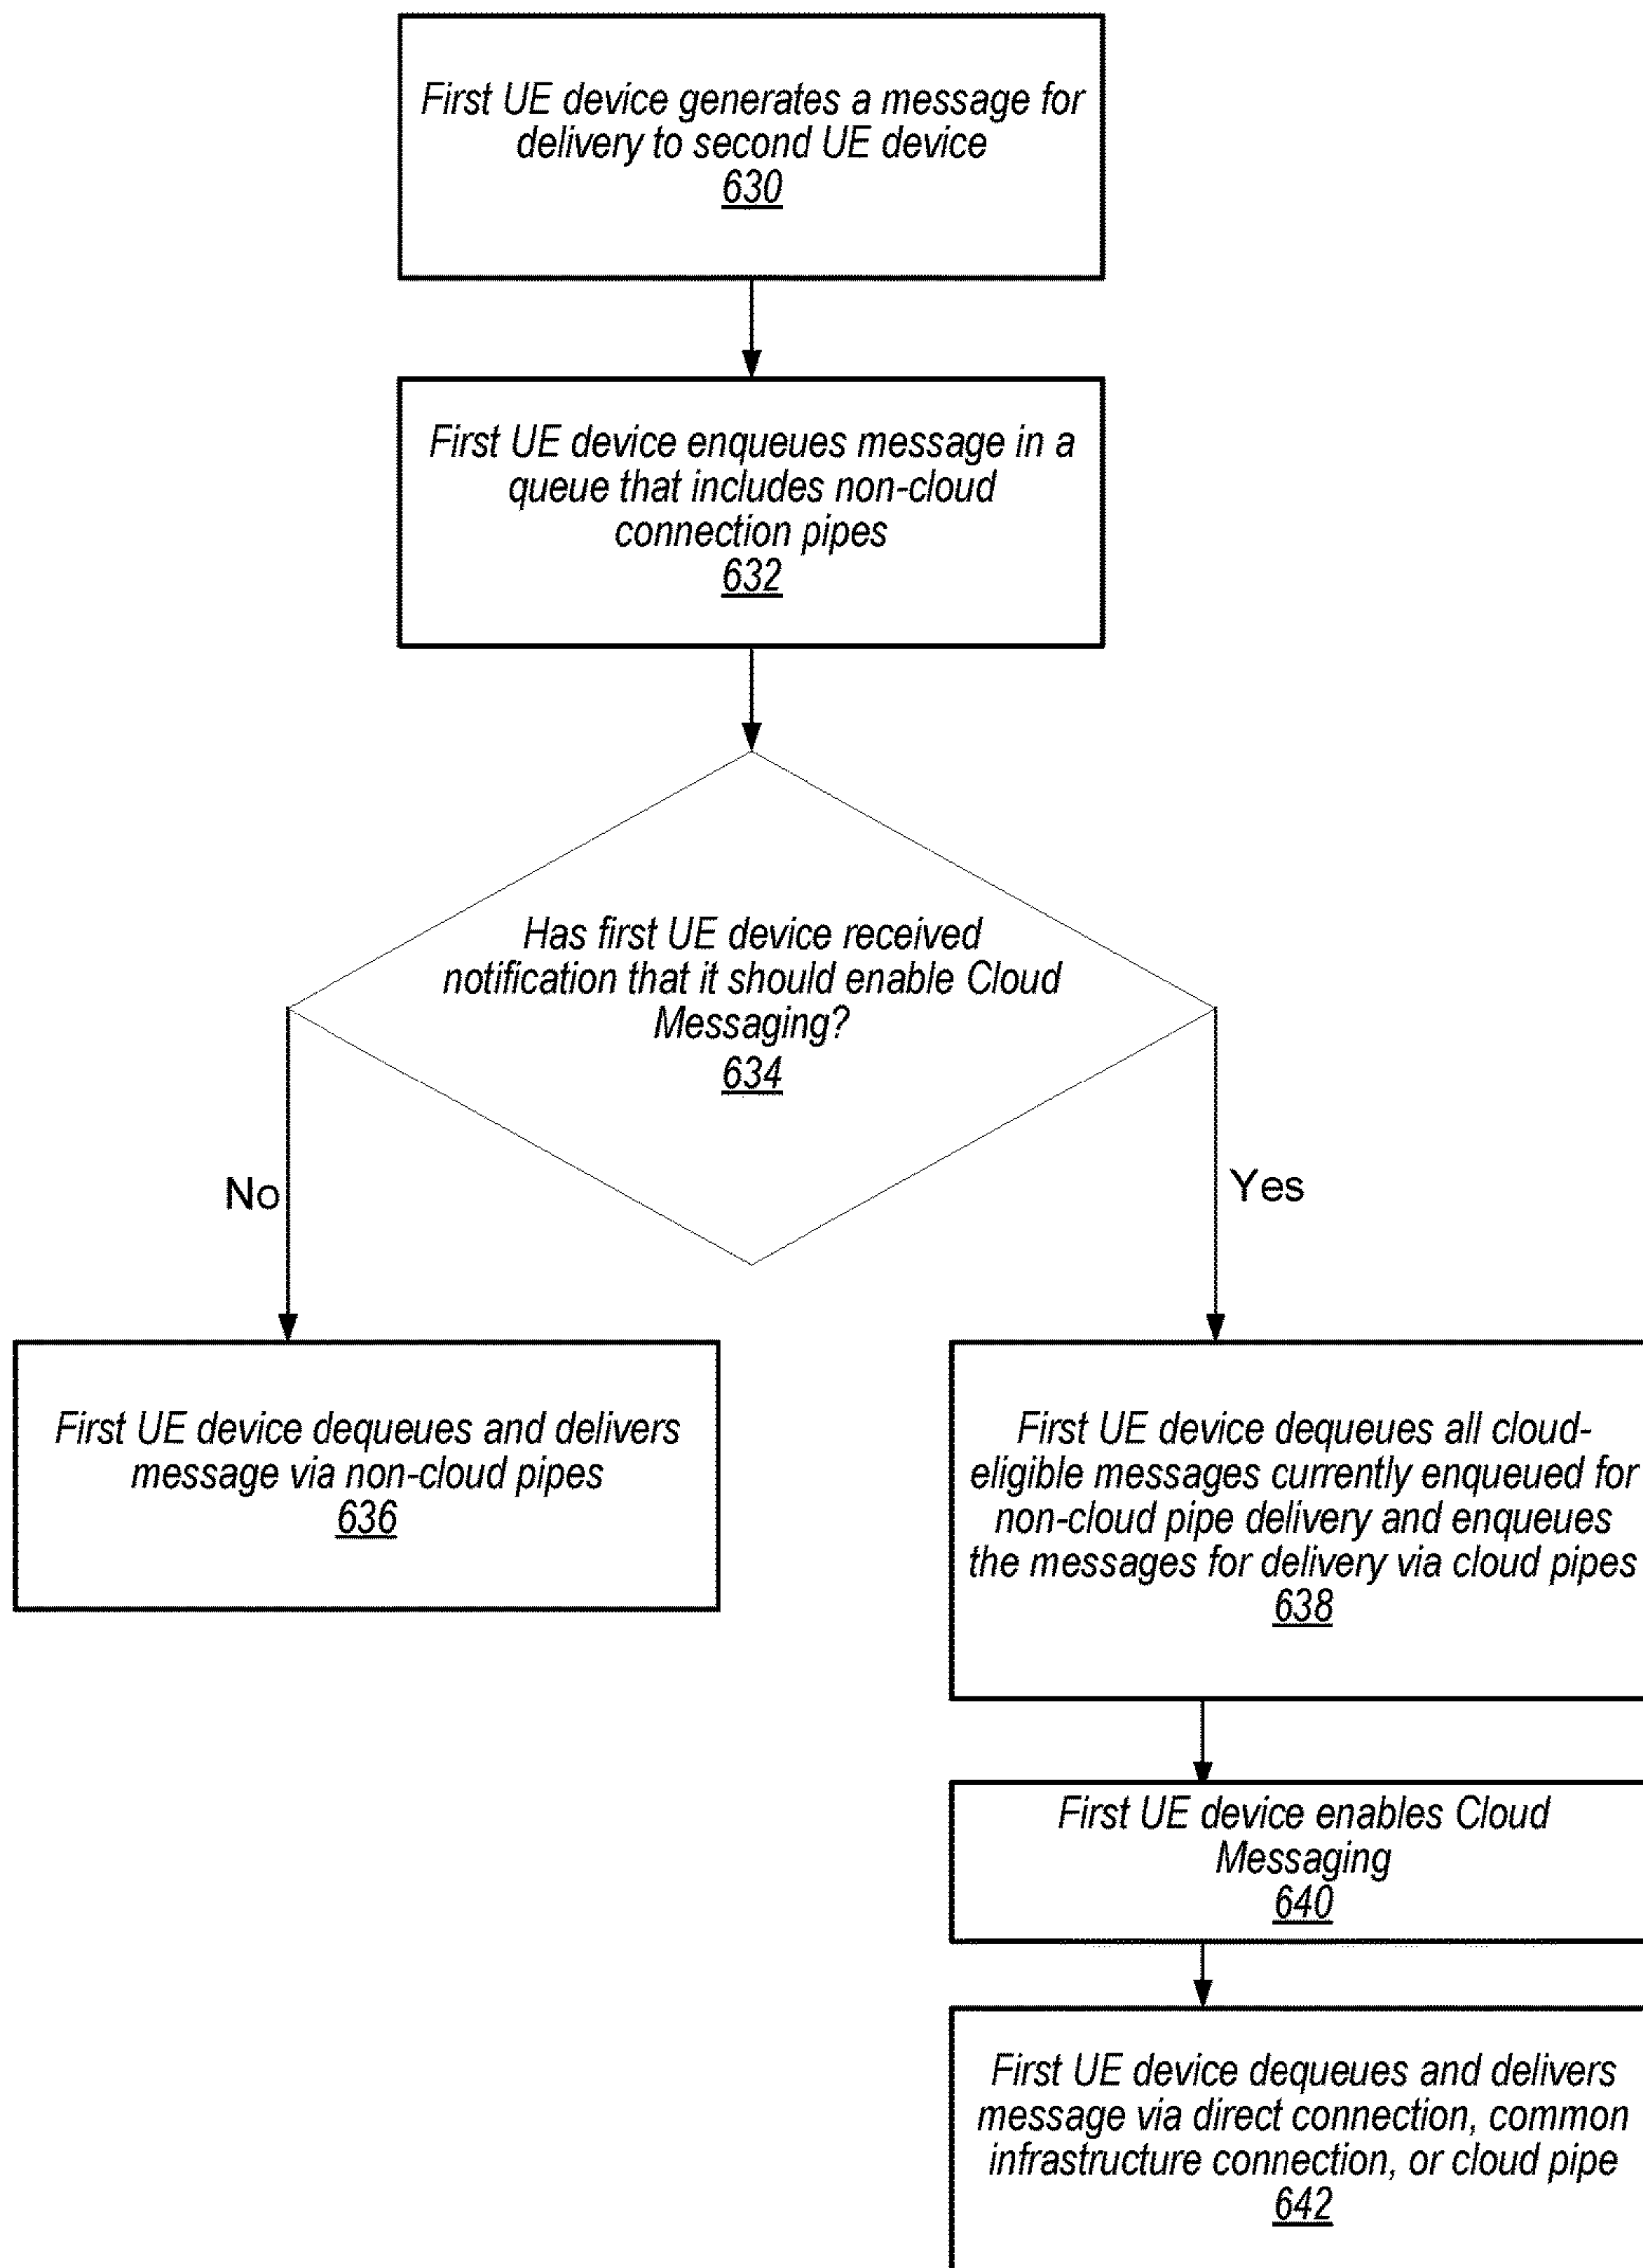 First UE device generates a message for
delivery to second UE device
630
First UE device enqueues message in a
queue that includes non-cloud
connection pipes
632
Has first UE device received
notification that it should enable Cloud
Messaging?
634
No
Yes
First UE device dequeues and delivers
message via non-cloud pipes
636
First UE device dequeues all cloud-
eligible messages currently enqueued for
non-cloud pipe delivery and enqueues
the messages for delivery via cloud pipes
638
First UE device enables Cloud
Messaging
640
First UE device dequeues and delivers
message via direct connection, common
infrastructure connection, or cloud pipe
642